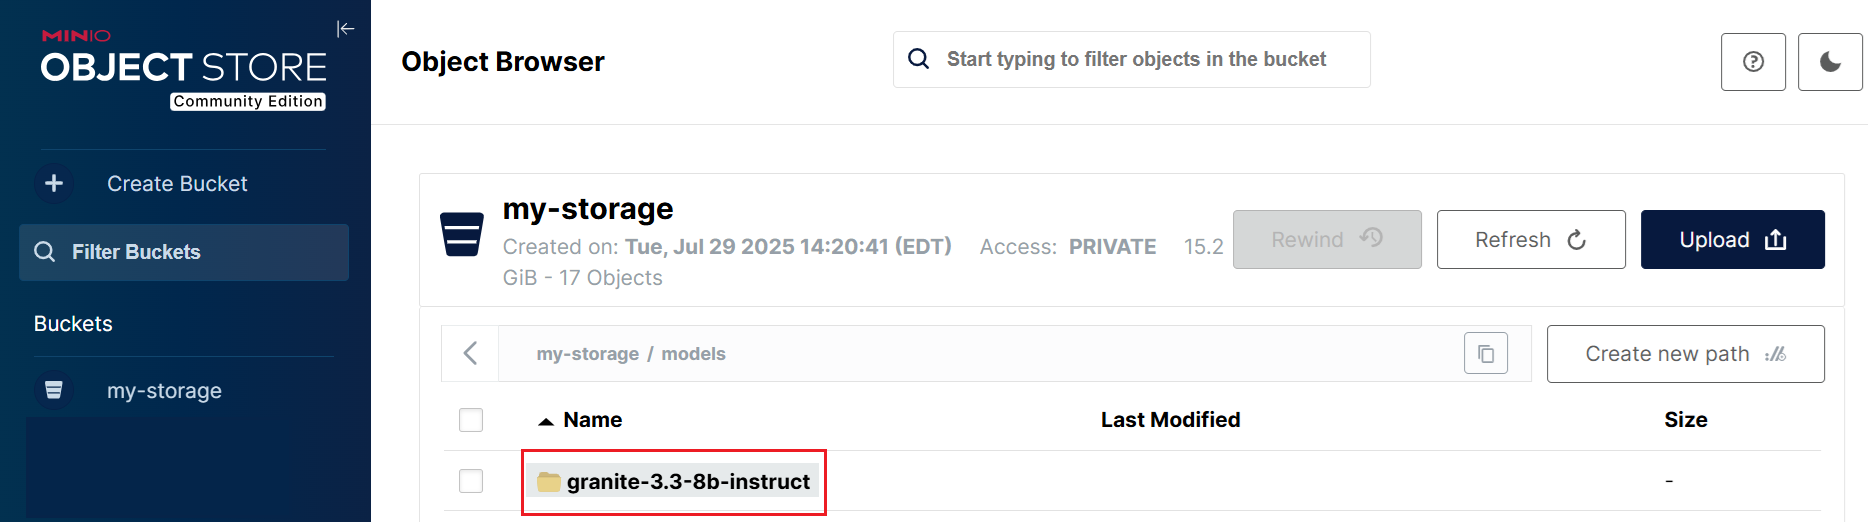 MINIO
OBJECT STORE
Community Edition
Create Bucket
Filter Buckets
Buckets
my-storage
Object Browser
Start typing to filter objects in the bucket
my-storage
Created on: Tue, Jul 29 2025 14:20:41 (EDT) Access: PRIVATE 15.2
GiB - 17 Objects
Rewind
Refresh
Upload
my-storage / models
Create new path
Name Last Modified Size
granite-3.3-8b-instruct -